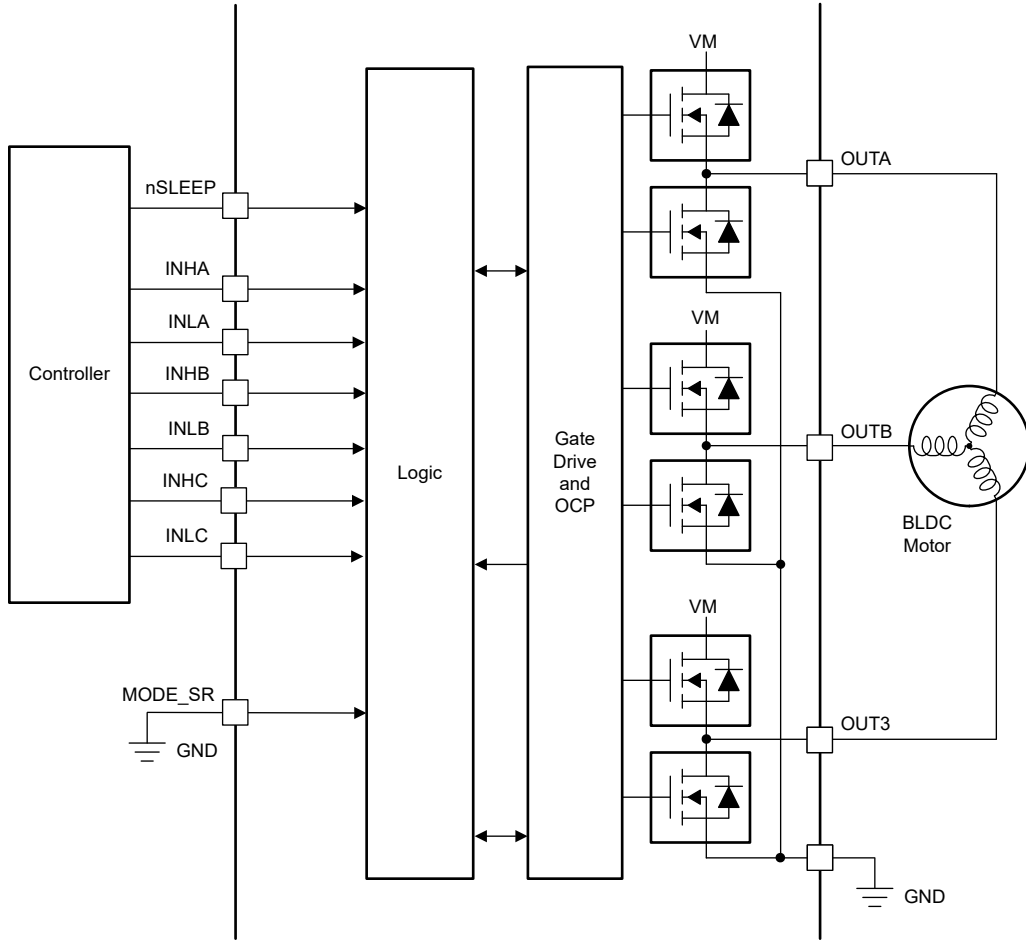 VM
OUTA
nSLEEP
INHA
INLA
INHB
INLB
INHC
INLC
Controller
Logic
Gate
Drive
and
OCP
VM
OUTB
BLDC
Motor
VM
MODE_SR
GND
OUT3
GND